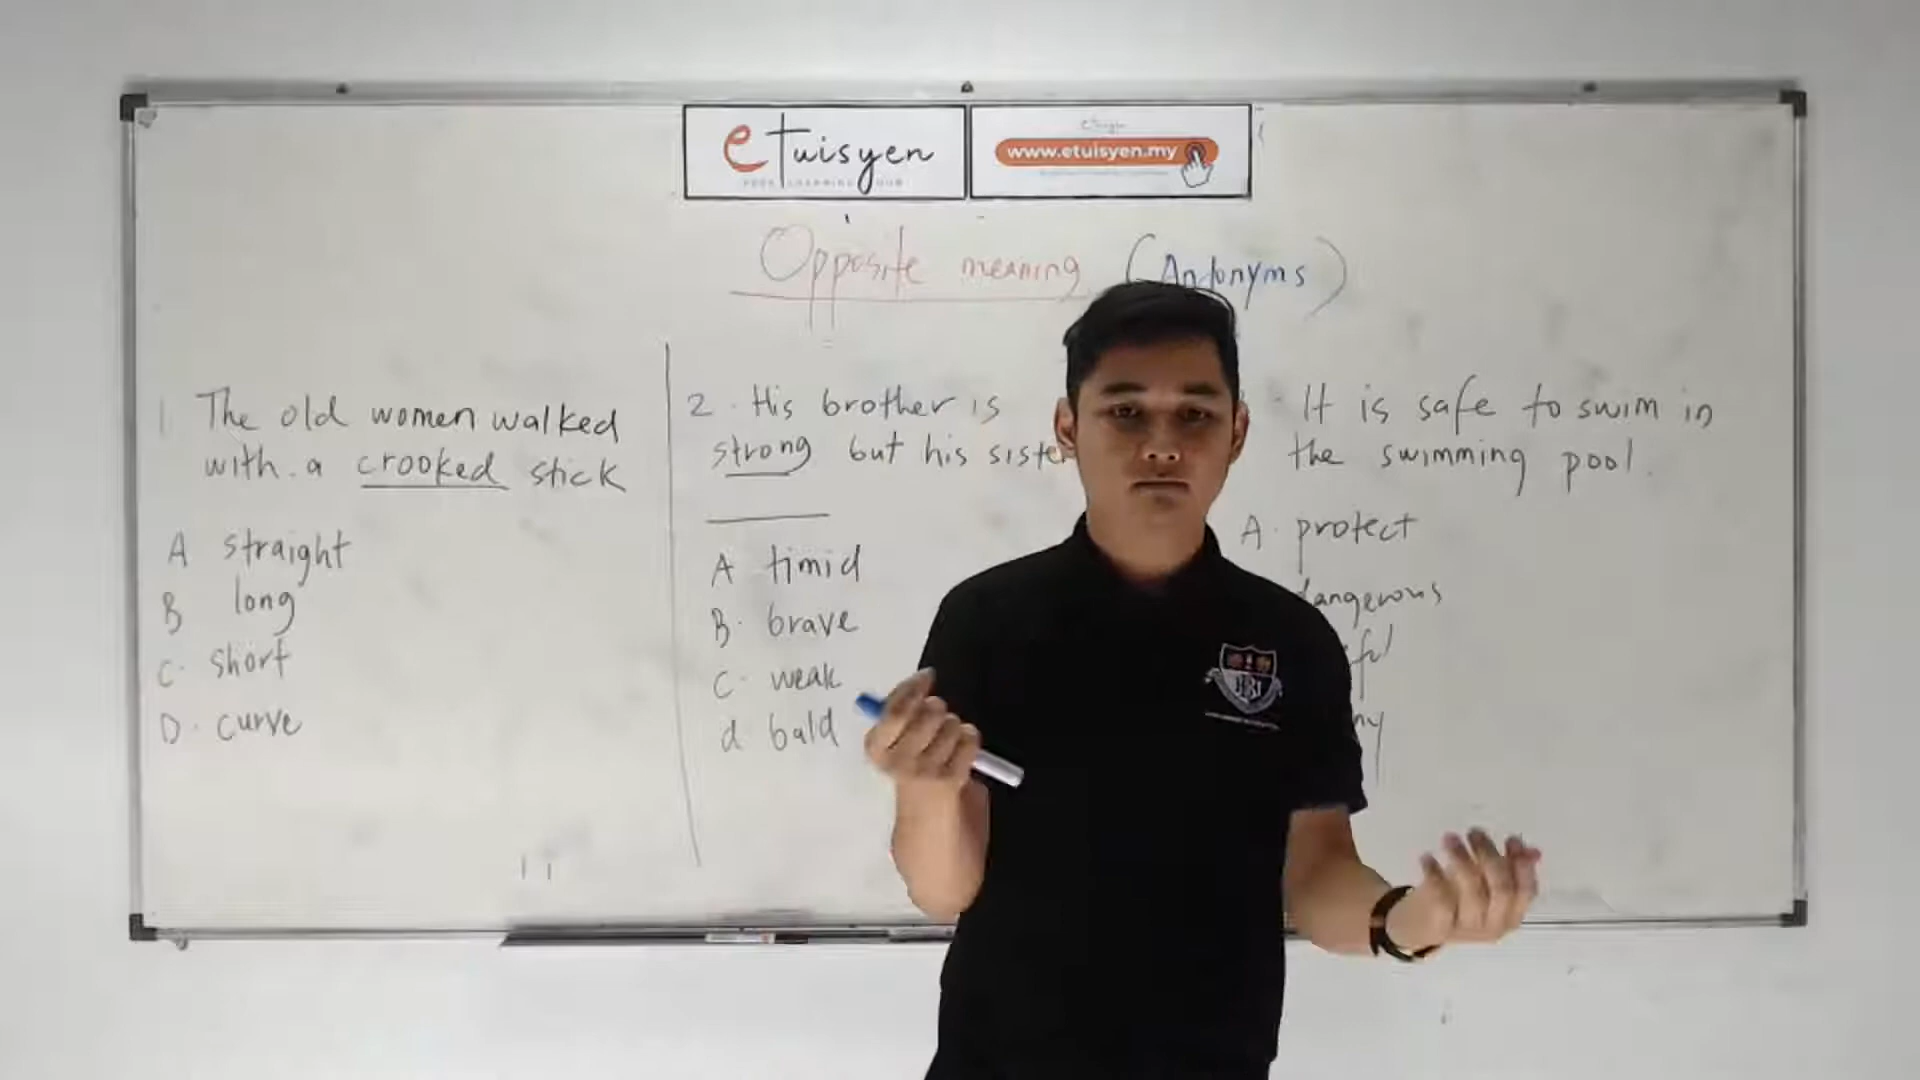 eTuisyen
www.etuisyen.my
Opposite meaning (Antonyms)
1 The old women walked
with a crooked stick
A straight
B long
C. short
D. curve
2. His brother is
strong but his sister
A timid
B. brave
C. weak
d bald
It is safe to swim in
the swimming pool.
A. protect
dangerous